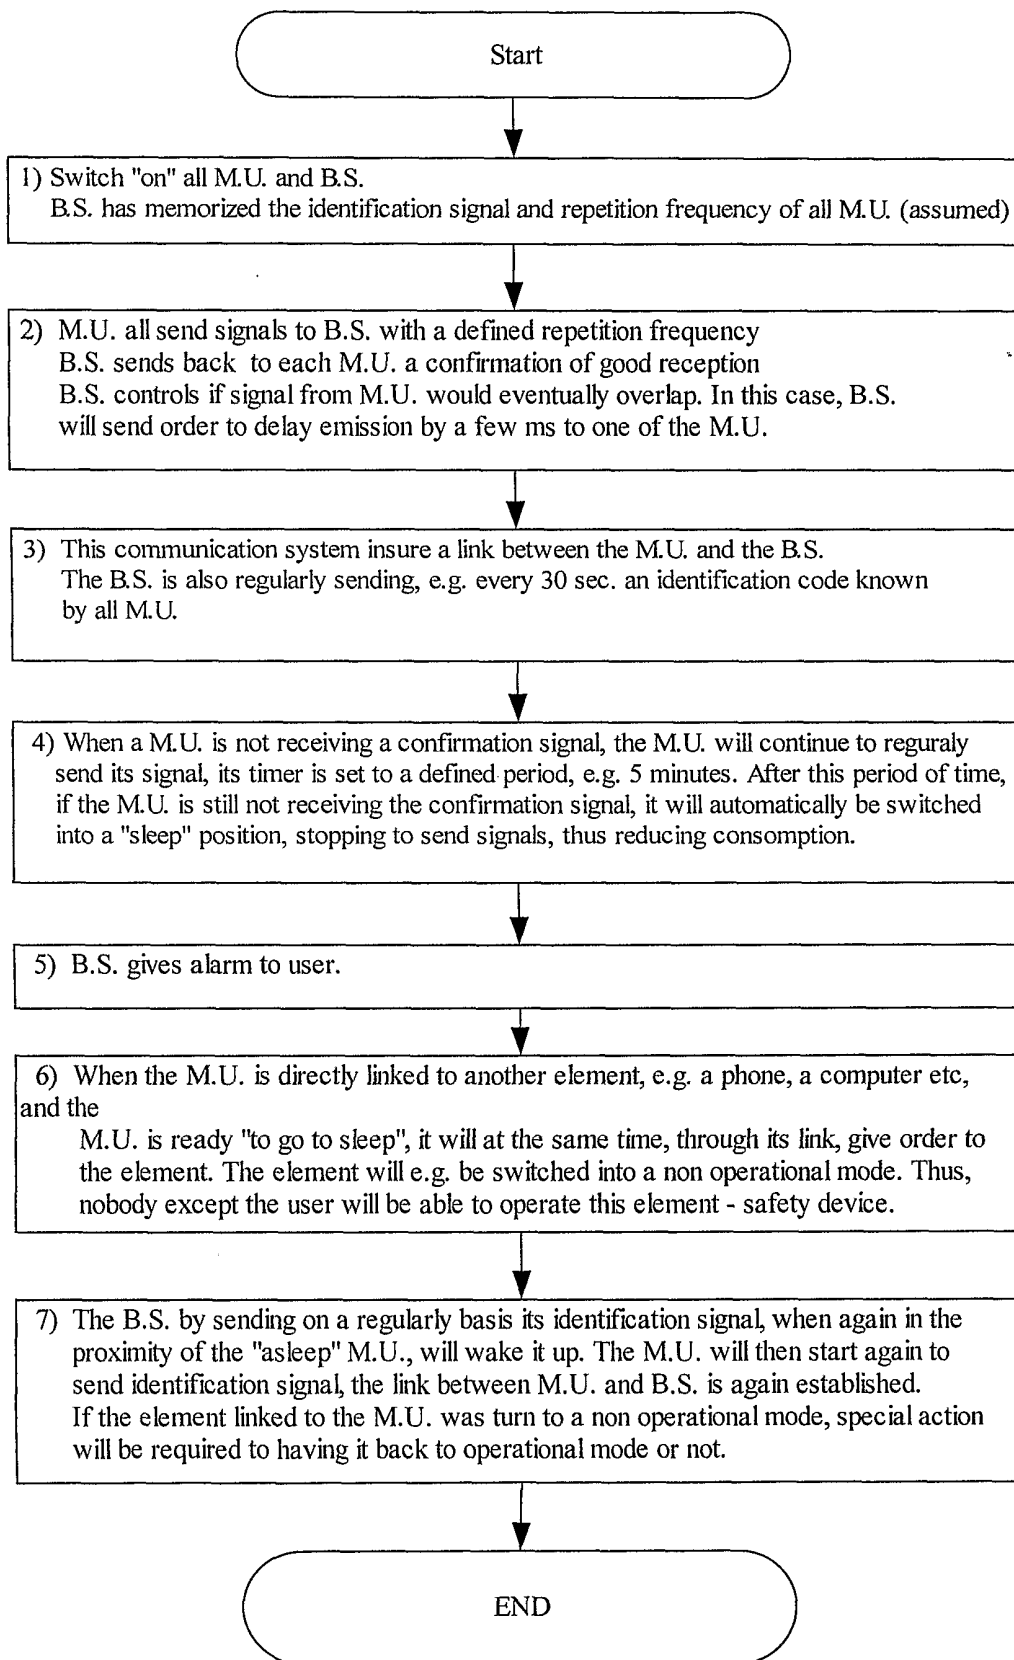 Start
1) Switch "on" all M.U. and B.S.
B.S. has memorized the identification signal and repetition frequency of all M.U. (assumed)
2) M.U. all send signals to B.S. with a defined repetition frequency
B.S. sends back to each M.U. a confirmation of good reception
B.S. controls if signal from M.U. would eventually overlap. In this case, B.S.
will send order to delay emission by a few ms to one of the M.U.
3) This communication system insure a link between the M.U. and the B.S.
The B.S. is also regularly sending, e.g. every 30 sec. an identification code known
by all M.U.
4) When a M.U. is not receiving a confirmation signal, the M.U. will continue to reguraly
send its signal, its timer is set to a defined period, e.g. 5 minutes. After this period of time,
if the M.U. is still not receiving the confirmation signal, it will automatically be switched
into a "sleep" position, stopping to send signals, thus reducing consomption.
5) B.S. gives alarm to user.
6) When the M.U. is directly linked to another element, e.g. a phone, a computer etc,
and the
M.U. is ready "to go to sleep", it will at the same time, through its link, give order to
the element. The element will e.g. be switched into a non operational mode. Thus,
nobody except the user will be able to operate this element - safety device.
7) The B.S. by sending on a regularly basis its identification signal, when again in the
proximity of the "asleep" M.U., will wake it up. The M.U. will then start again to
send identification signal, the link between M.U. and B.S. is again established.
If the element linked to the M.U. was turn to a non operational mode, special action
will be required to having it back to operational mode or not.
END